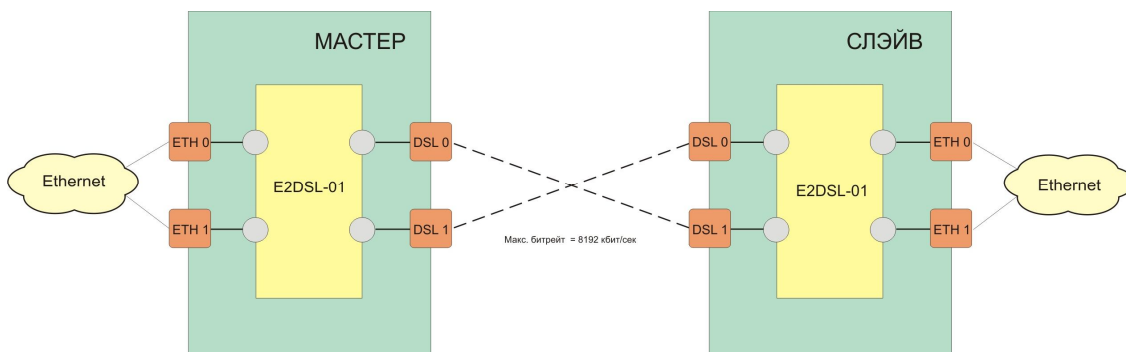 МАСТЕР
СЛЭЙВ
ETH 0
DSL 0
DSL 0
ETH 0
Ethernet
E2DSL-01
E2DSL-01
Ethernet
ETH 1
DSL 1
DSL 1
ETH 1
Макс. битрейт = 8192 кбит/сек